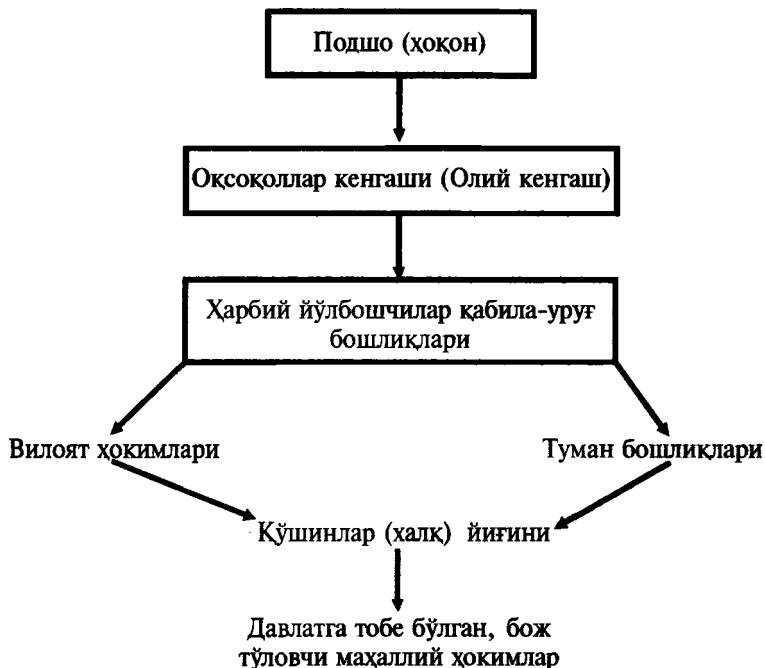 Подшо (ҳоқон)
Оқсоқоллар кенгаши (Олий кенгаш)
Ҳарбий йўлбошчилар қабила-уруғ
бошлиқлари
Вилоят ҳокимлари
Туман бошлиқлари
Қўшинлар (халқ) йиғини
Давлатга тобе бўлган, бож
тўловчи маҳаллий ҳокимлар